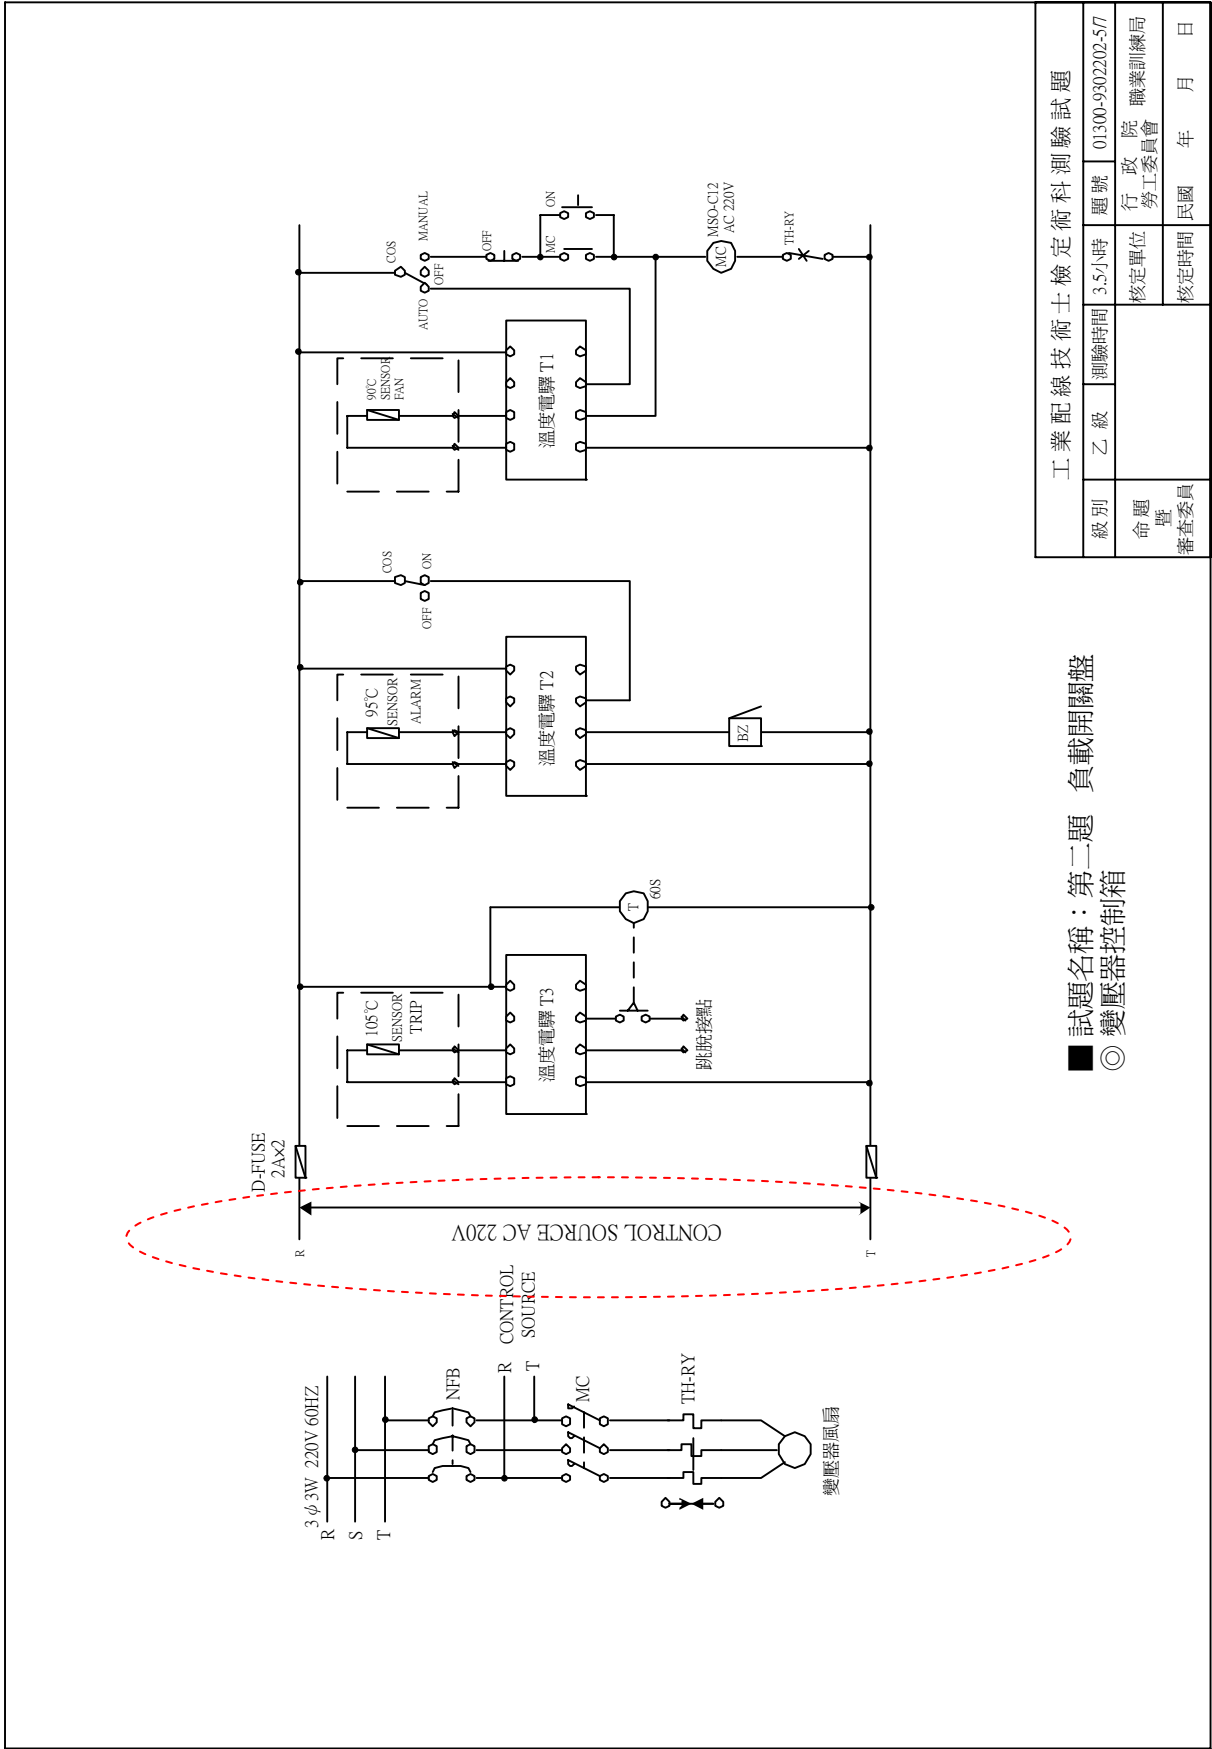 3ψ3W 220V 60HZ
R
S
T
NFB
R CONTROL
T SOURCE
MC
TH-RY
變壓器風扇
D-FUSE
2A×2
R
CONTROL SOURCE AC 220V
T
105℃
SENSOR
TRIP
溫度電驛 T3
T
60S
跳脫接點
95℃
SENSOR
ALARM
溫度電驛 T2
COS
OFF
ON
BZ
90℃
SENSOR
FAN
溫度電驛 T1
COS
AUTO
OFF
MANUAL
OFF
MC
ON
MC
MSO-C12
AC 220V
TH-RY
■ 試題名稱：第二題 負載開關盤
◎ 變壓器控制箱
工業配線技術士檢定術科測驗試題
級別 乙級 測驗時間 3.5小時 題號 01300-9302202-5/7
命題
暨
審查委員
核定單位 行政院
勞工委員會 職業訓練局
核定時間 民國 年 月 日